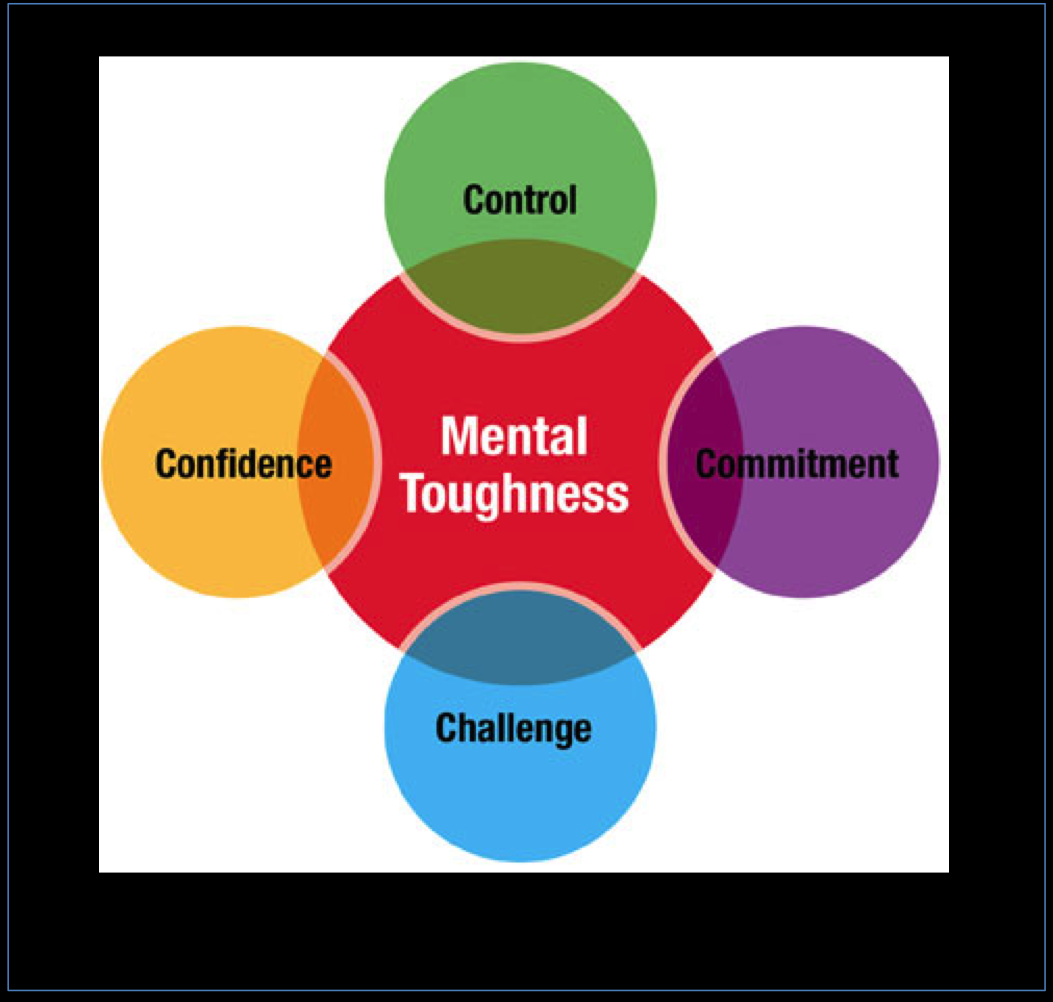 Control
Confidence
Mental
Toughness
Commitment
Challenge